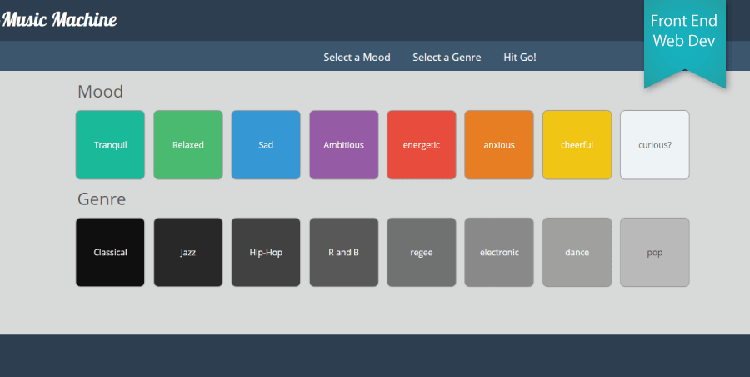 Music Machine
Front End
Web Dev
Select a Mood Select a Genre Hit Go!
Mood
Tranquil Relaxed Sad Ambitious energetic anxious cheerful curious?
Genre
Classical jazz Hip-Hop R and B regee electronic dance pop